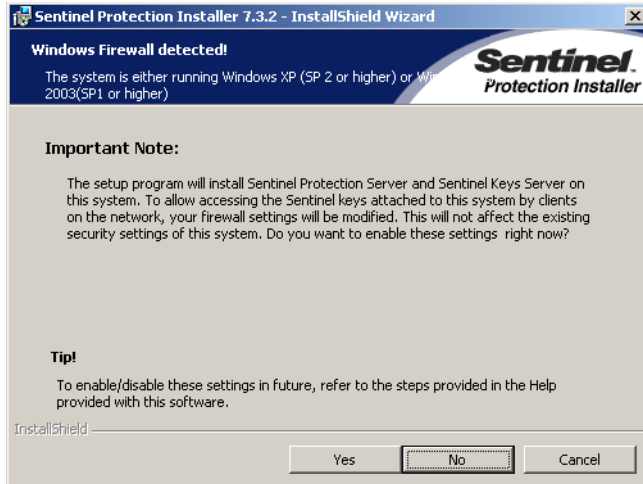 Sentinel Protection Installer 7.3.2 - InstallShield Wizard
Windows Firewall detected!
The system is either running Windows XP (SP 2 or higher) or
2003(SP1 or higher)
Sentinel.
Protection Installer
Important Note:
The setup program will install Sentinel Protection Server and Sentinel Keys Server on
this system. To allow accessing the Sentinel keys attached to this system by clients
on the network, your firewall settings will be modified. This will not affect the existing
security settings of this system. Do you want to enable these settings right now?
Tip!
To enable/disable these settings in future, refer to the steps provided in the Help
provided with this software.
InstallShield
Yes
No
Cancel